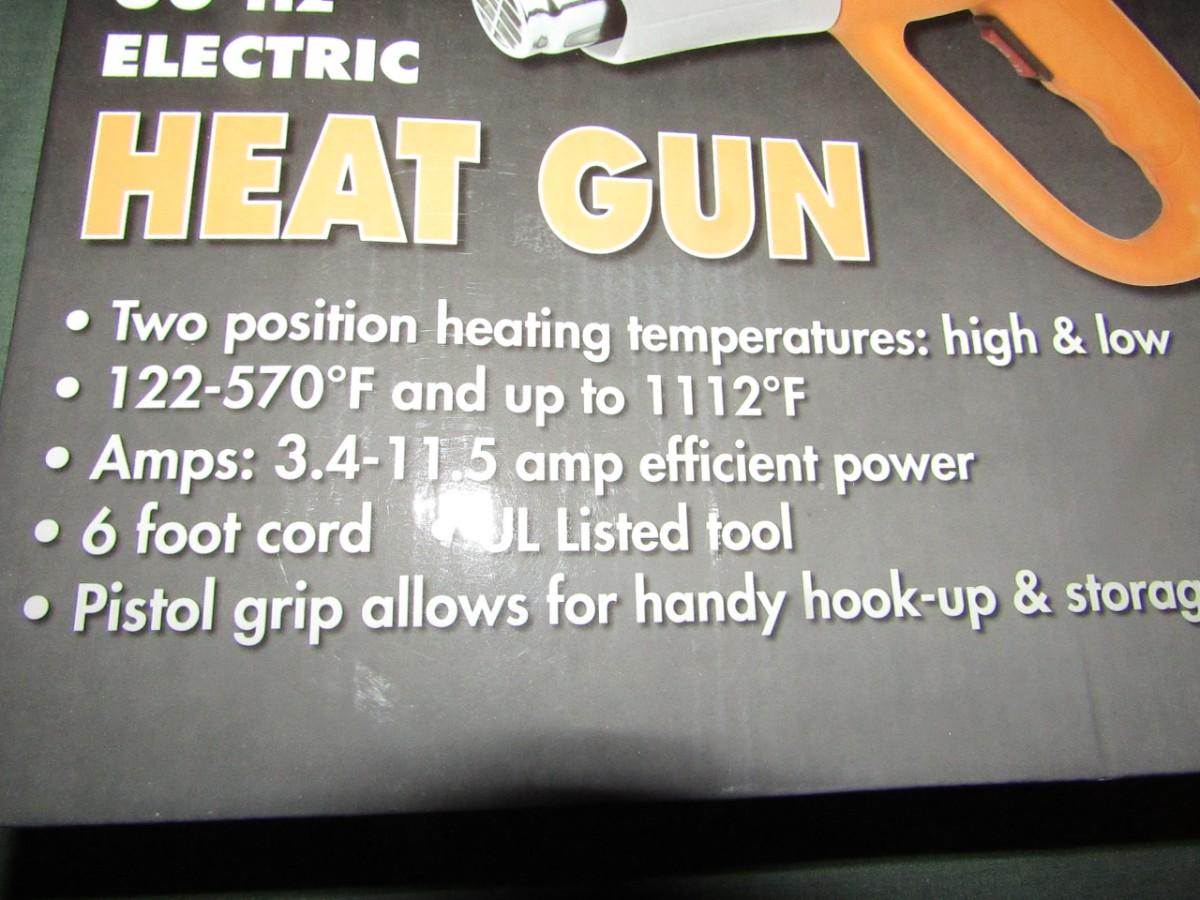 Hz
ELECTRIC
HEAT GUN
• Two position heating temperatures: high & low
• 122-570°F and up to 1112°F
• Amps: 3.4-11.5 amp efficient power
• 6 foot cord • UL Listed tool
• Pistol grip allows for handy hook-up & storag